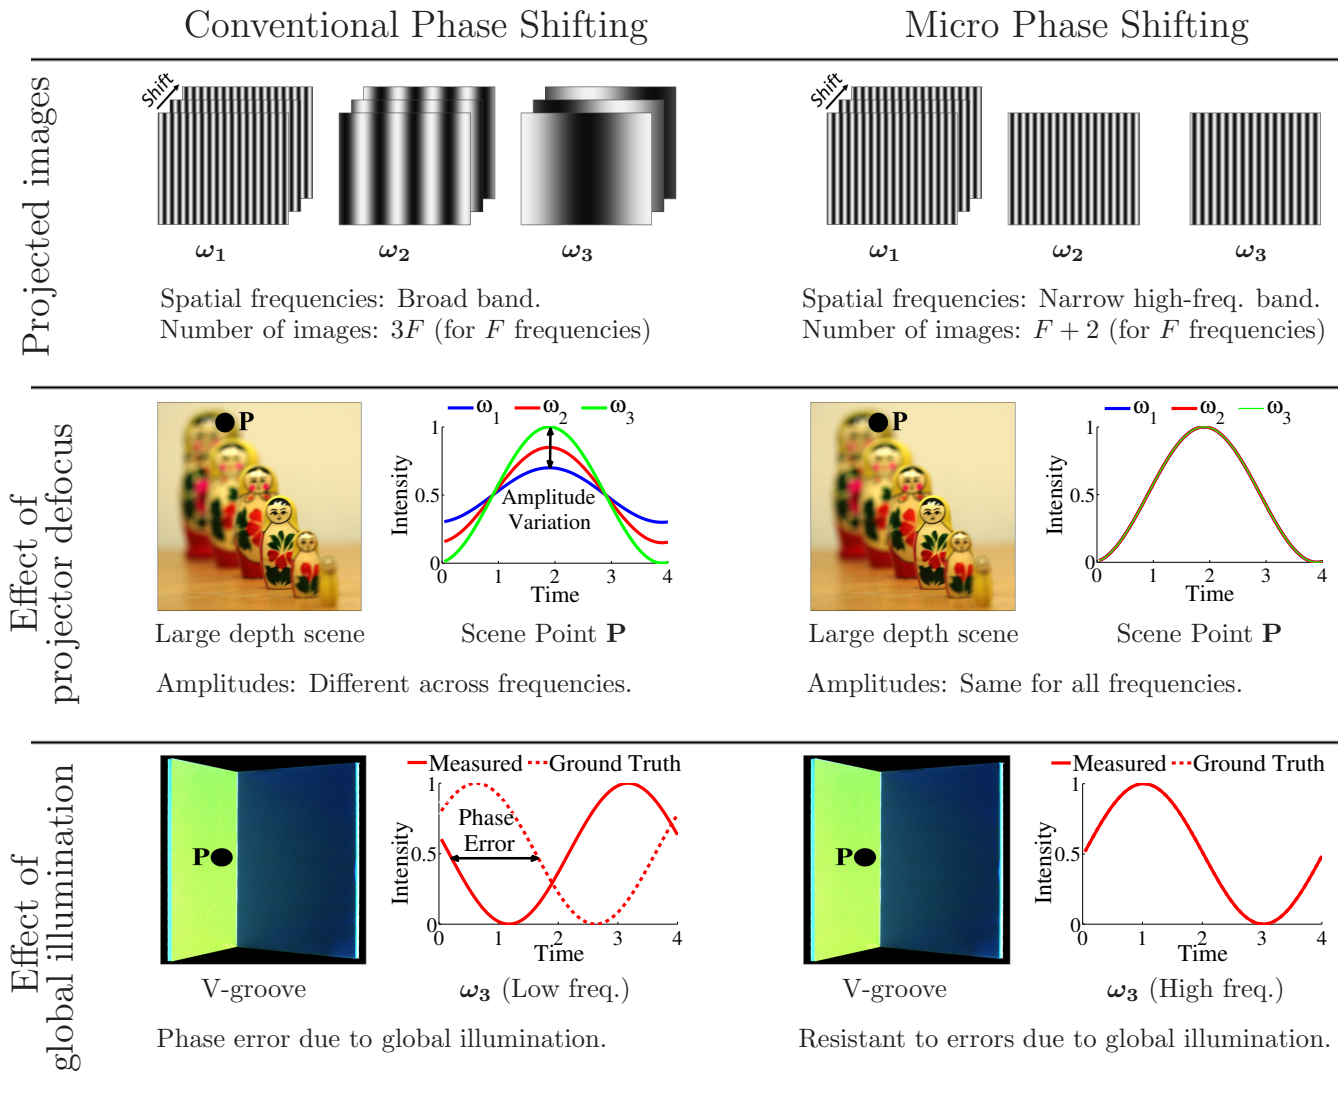 Conventional Phase Shifting
Micro Phase Shifting
Projected images
Shift
ω₁
ω₂
ω₃
Spatial frequencies: Broad band.
Number of images: 3F (for F frequencies)
Shift
ω₁
ω₂
ω₃
Spatial frequencies: Narrow high-freq. band.
Number of images: F + 2 (for F frequencies)
Effect of
projector defocus
P
Large depth scene
ω₁ ω₂ ω₃
Intensity
1
0.5
0
Amplitude
Variation
0 1 2 3 4
Time
Scene Point P
Amplitudes: Different across frequencies.
P
Large depth scene
ω₁ ω₂ ω₃
Intensity
1
0.5
0
0 1 2 3 4
Time
Scene Point P
Amplitudes: Same for all frequencies.
Effect of
global illumination
P
V-groove
Measured Ground Truth
Intensity
1
0.5
0
Phase
Error
0 1 2 3 4
Time
ω₃ (Low freq.)
Phase error due to global illumination.
P
V-groove
Measured Ground Truth
Intensity
1
0.5
0
0 1 2 3 4
Time
ω₃ (High freq.)
Resistant to errors due to global illumination.